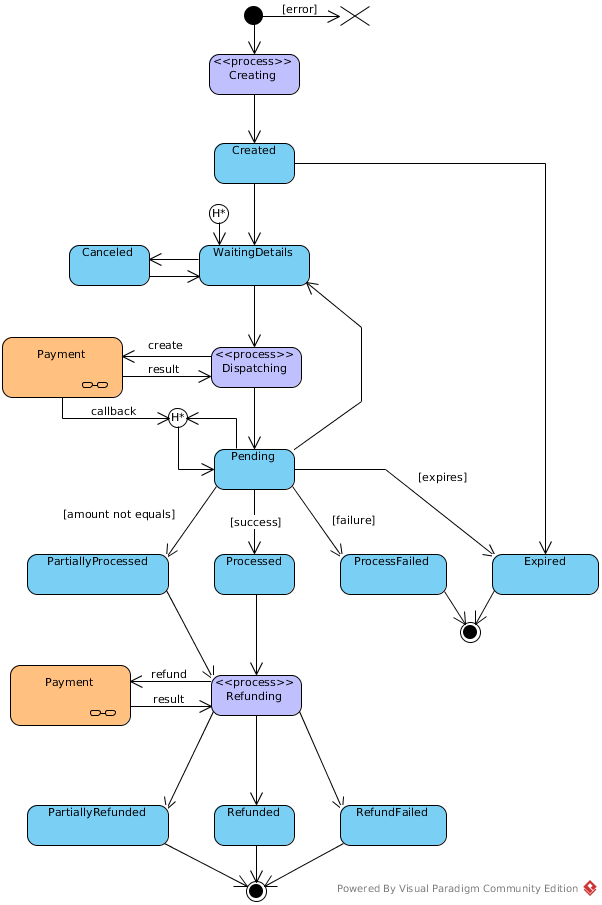 [error]
<<process>>
Creating
Created
H*
Canceled
WaitingDetails
Payment
create
<<process>>
Dispatching
result
callback
H*
Pending
[expires]
[amount not equals]
[success]
[failure]
PartiallyProcessed
Processed
ProcessFailed
Expired
Payment
refund
<<process>>
Refunding
result
PartiallyRefunded
Refunded
RefundFailed
Powered By Visual Paradigm Community Edition